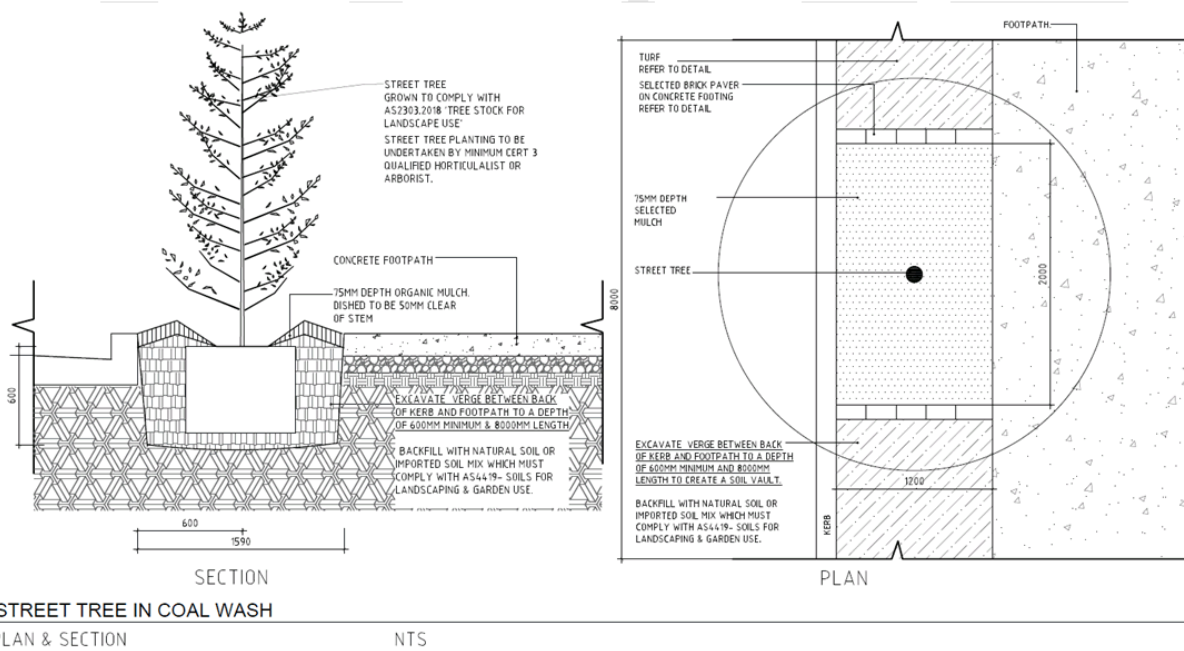 STREET TREE
GROWN TO COMPLY WITH
AS2303.2018 'TREE STOCK FOR
LANDSCAPE USE'
STREET TREE PLANTING TO BE
UNDERTAKEN BY MINIMUM CERT 3
QUALIFIED HORTICULALIST OR
ARBORIST.
CONCRETE FOOTPATH
75MM DEPTH ORGANIC MULCH.
DISHED TO BE 50MM CLEAR
OF STEM
600
EXCAVATE VERGE BETWEEN BACK
OF KERB AND FOOTPATH TO A DEPTH
OF 600MM MINIMUM & 8000MM LENGTH
BACKFILL WITH NATURAL SOIL OR
IMPORTED SOIL MIX WHICH MUST
COMPLY WITH AS4419- SOILS FOR
LANDSCAPING & GARDEN USE.
600
1590
SECTION
FOOTPATH.
TURF
REFER TO DETAIL
SELECTED BRICK PAVER
ON CONCRETE FOOTING
REFER TO DETAIL
75MM DEPTH
SELECTED
MULCH
STREET TREE
8000
2000
EXCAVATE VERGE BETWEEN BACK
OF KERB AND FOOTPATH TO A DEPTH
OF 600MM MINIMUM AND 8000MM
LENGTH TO CREATE A SOIL VAULT.
1200
BACKFILL WITH NATURAL SOIL OR
IMPORTED SOIL MIX WHICH MUST
COMPLY WITH AS4419- SOILS FOR
LANDSCAPING & GARDEN USE.
KERB
PLAN
STREET TREE IN COAL WASH
PLAN & SECTION
NTS